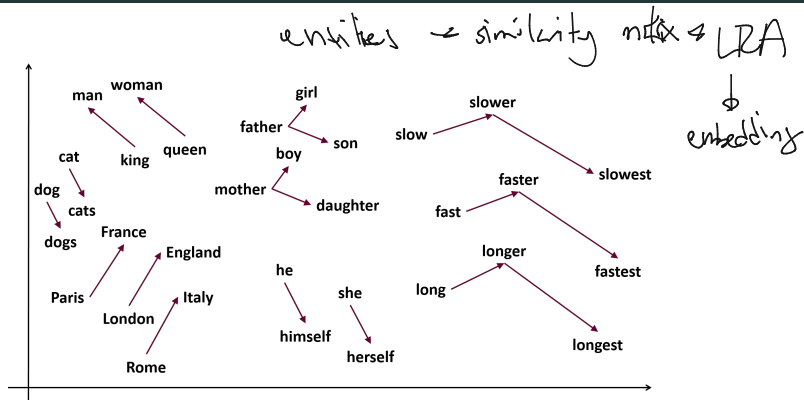 entities → similarity matrix → LRA
↓
embedding
woman
man
girl
slower
father
son
slow
queen
king
boy
cat
slowest
faster
dog
mother
daughter
fast
cats
France
dogs
England
longer
he
fastest
Paris
Italy
she
long
London
himself
longest
herself
Rome